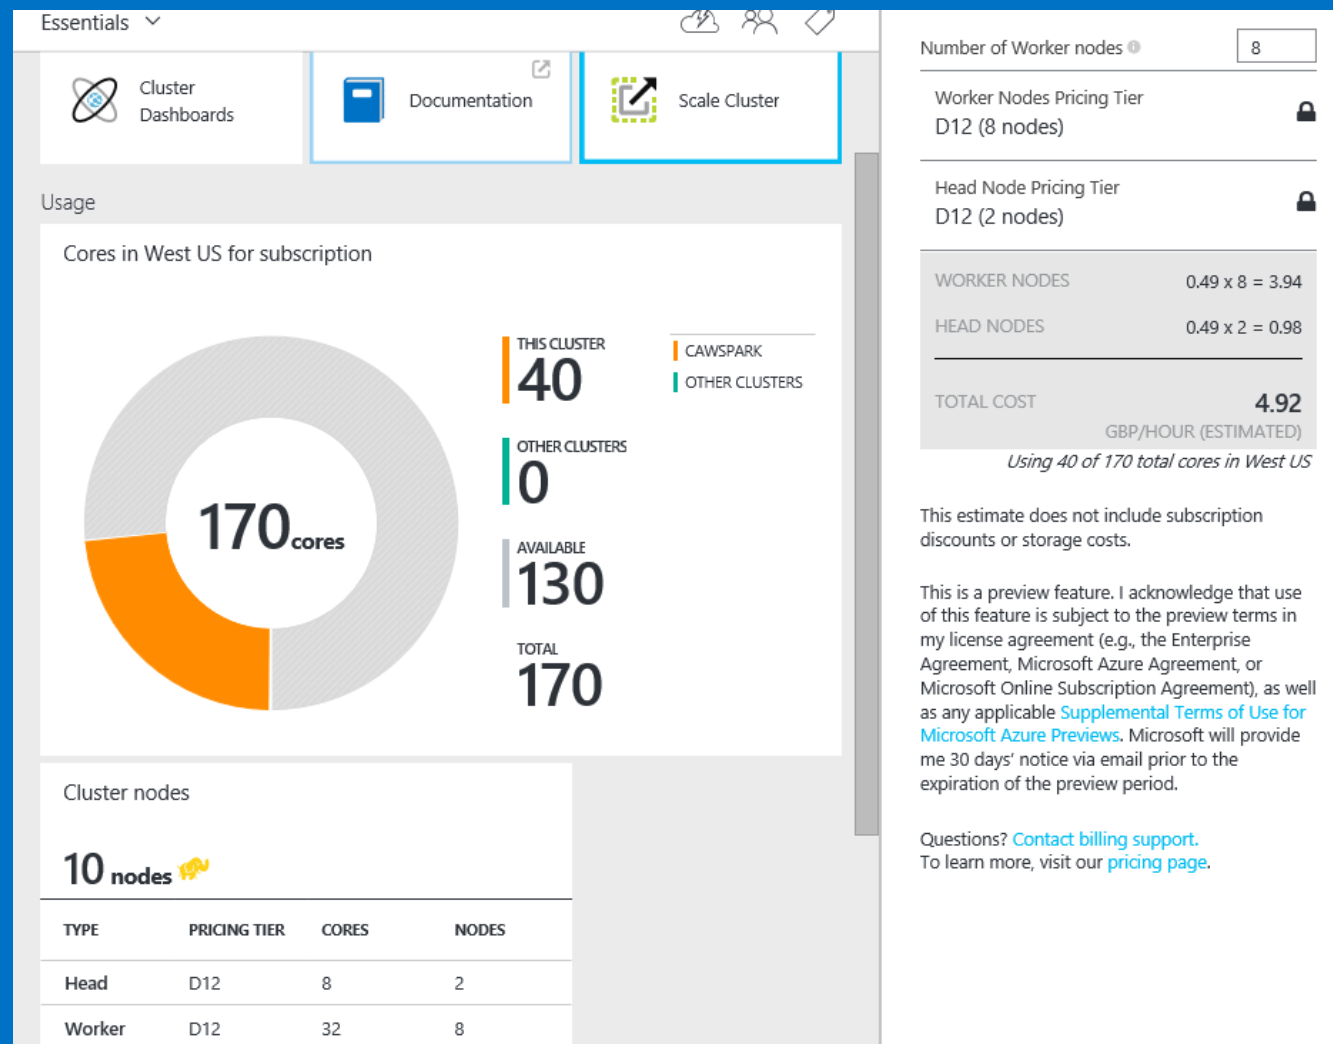 Essentials
Cluster
Dashboards
Documentation
Scale Cluster
Usage
Cores in West US for subscription
170 cores
THIS CLUSTER
40
OTHER CLUSTERS
0
AVAILABLE
130
TOTAL
170
CAWSPARK
OTHER CLUSTERS
Cluster nodes
10 nodes
TYPE PRICING TIER CORES NODES
Head D12 8 2
Worker D12 32 8
Number of Worker nodes 8
Worker Nodes Pricing Tier
D12 (8 nodes)
Head Node Pricing Tier
D12 (2 nodes)
WORKER NODES 0.49 x 8 = 3.94
HEAD NODES 0.49 x 2 = 0.98
TOTAL COST 4.92
GBP/HOUR (ESTIMATED)
Using 40 of 170 total cores in West US
This estimate does not include subscription
discounts or storage costs.
This is a preview feature. I acknowledge that use
of this feature is subject to the preview terms in
my license agreement (e.g., the Enterprise
Agreement, Microsoft Azure Agreement, or
Microsoft Online Subscription Agreement), as well
as any applicable Supplemental Terms of Use for
Microsoft Azure Previews. Microsoft will provide
me 30 days' notice via email prior to the
expiration of the preview period.
Questions? Contact billing support.
To learn more, visit our pricing page.